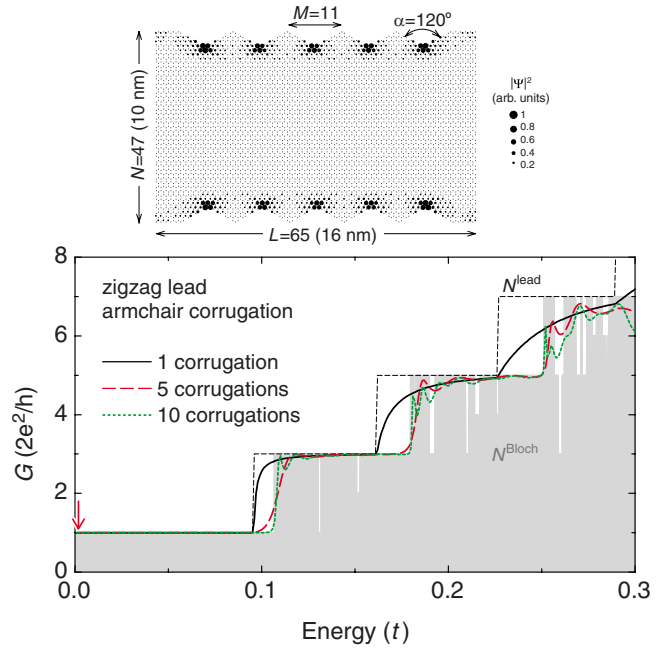 M=11
α=120º
N=47 (10 nm)
|Ψ|²
(arb. units)
1
0.8
0.6
0.4
0.2
L=65 (16 nm)
8
6
4
2
0
G (2e²/h)
zigzag lead
armchair corrugation
1 corrugation
5 corrugations
10 corrugations
N^lead
N^Bloch
0.0
0.1
0.2
0.3
Energy (t)